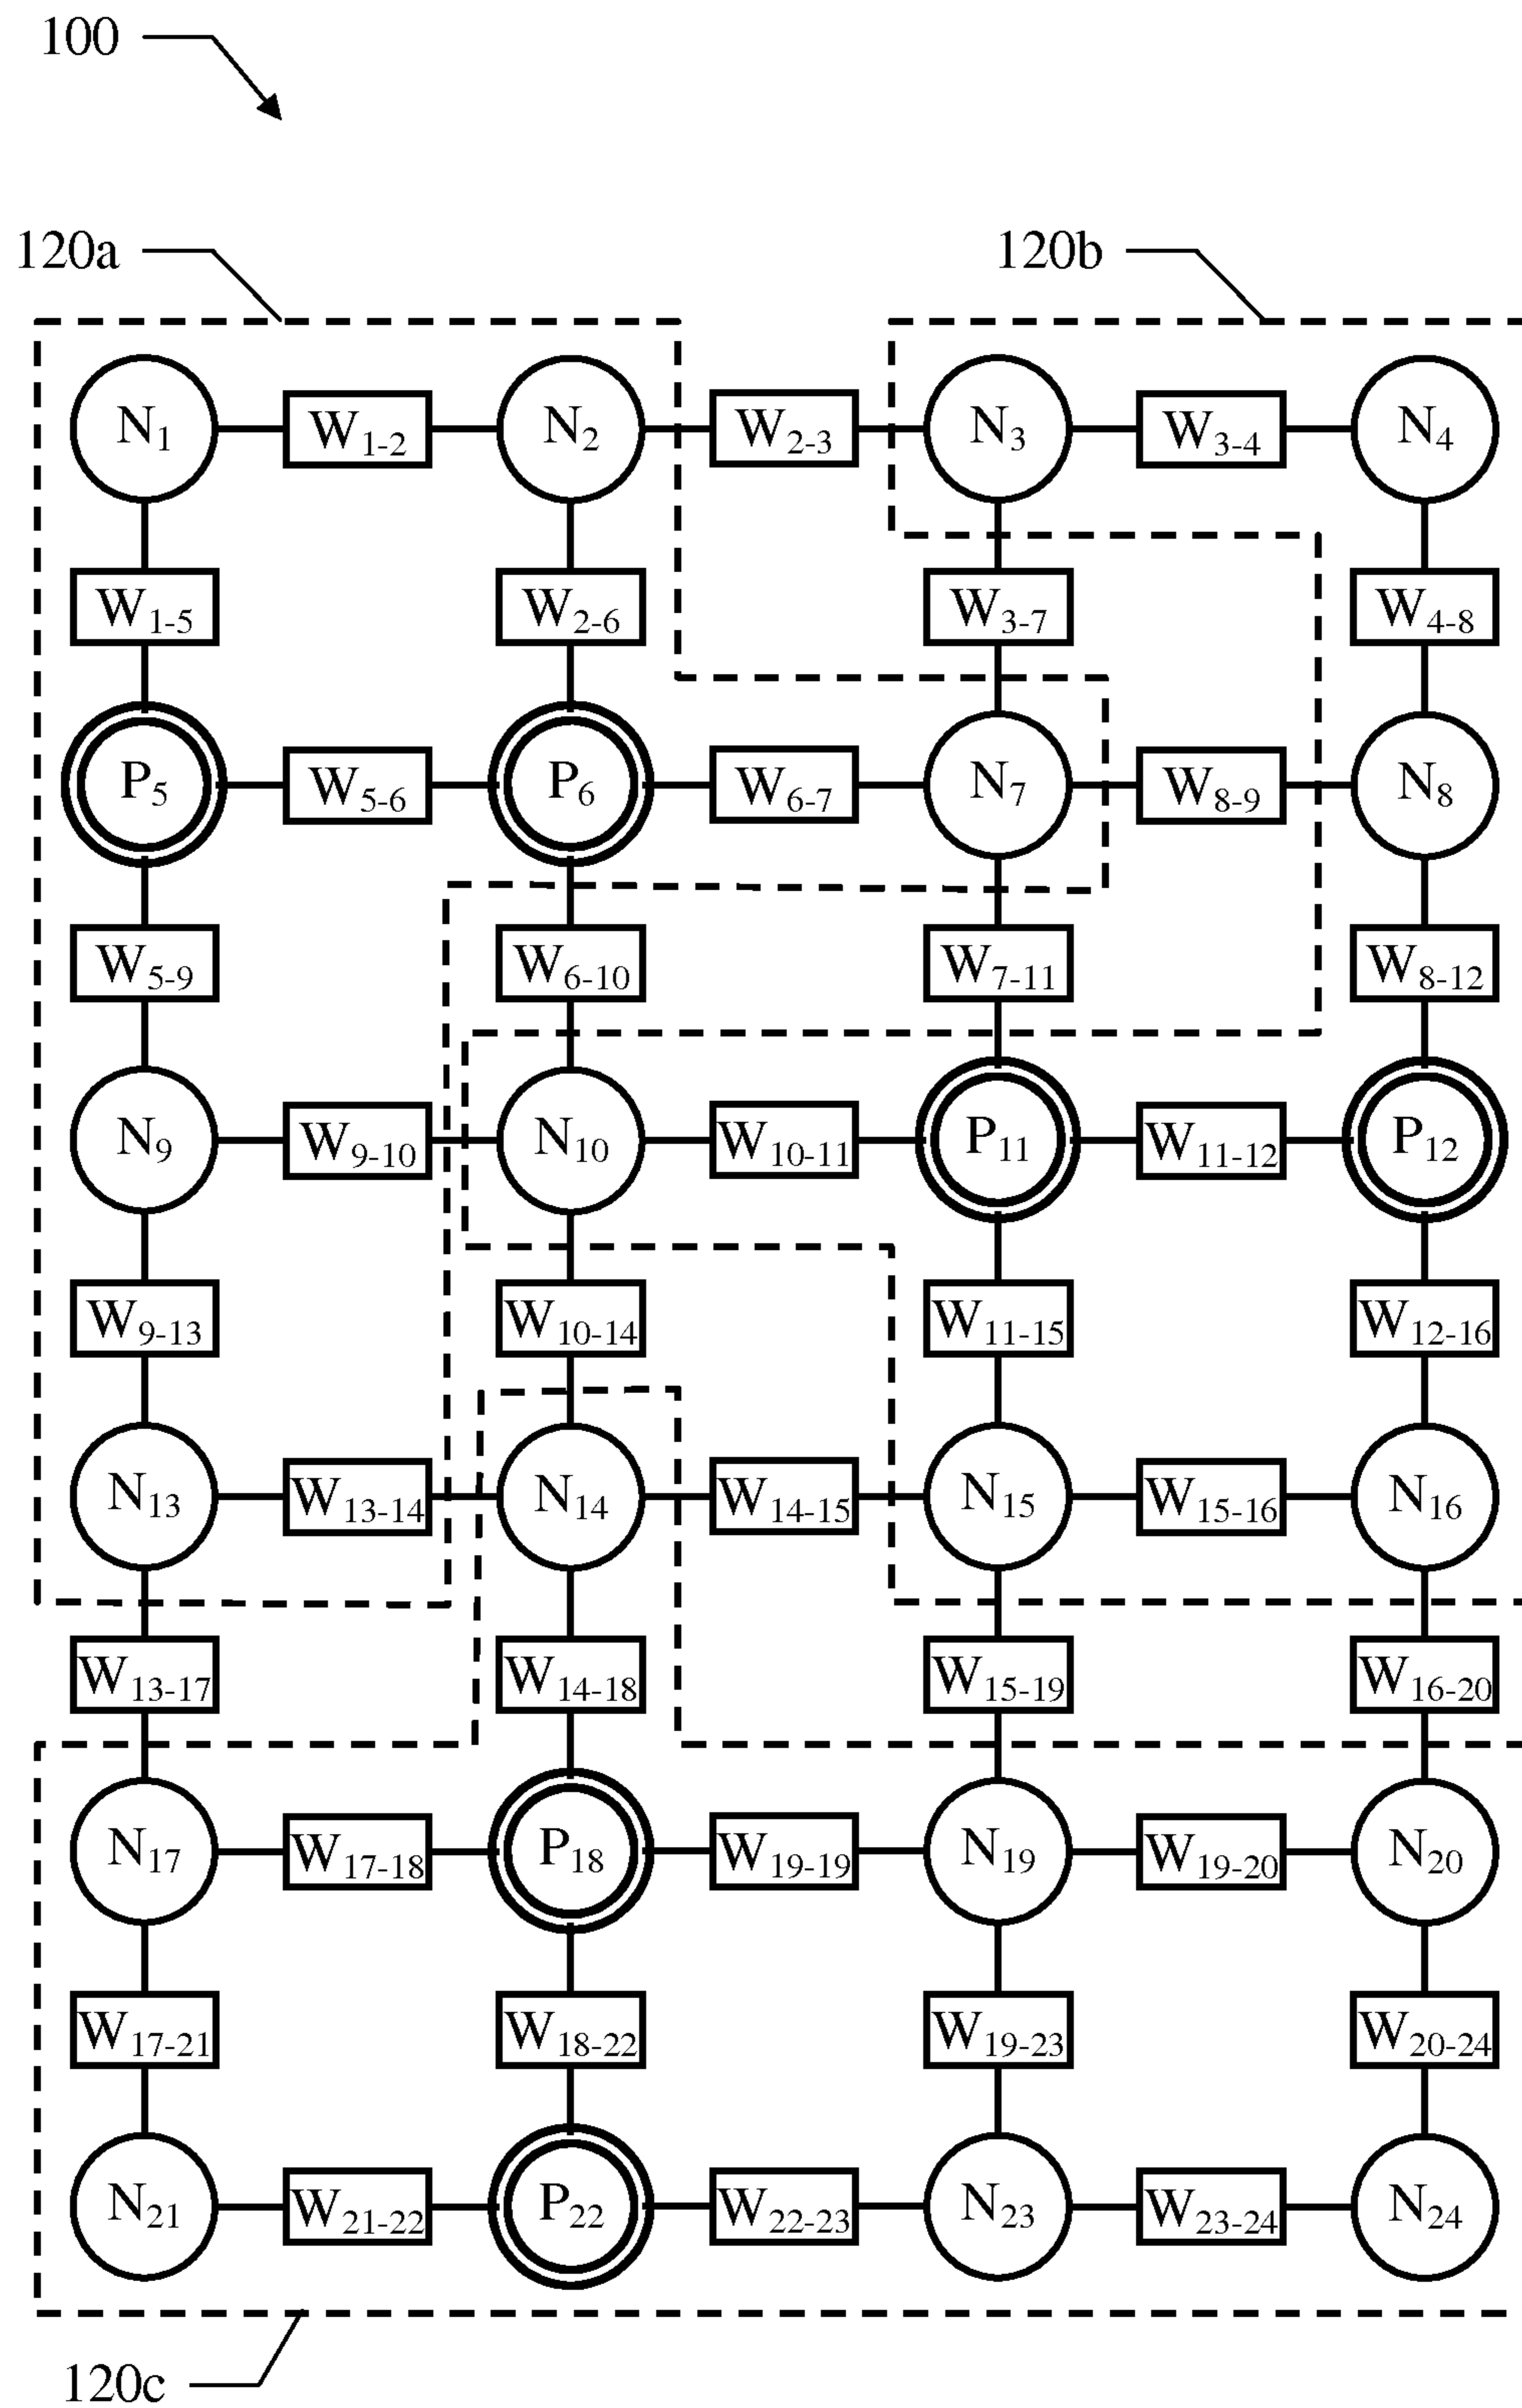 100
120a 120b
N1 W1-2 N2 W2-3 N3 W3-4 N4
W1-5 W2-6 W3-7 W4-8
P5 W5-6 P6 W6-7 N7 W8-9 N8
W5-9 W6-10 W7-11 W8-12
N9 W9-10 N10 W10-11 P11 W11-12 P12
W9-13 W10-14 W11-15 W12-16
N13 W13-14 N14 W14-15 N15 W15-16 N16
W13-17 W14-18 W15-19 W16-20
N17 W17-18 P18 W19-19 N19 W19-20 N20
W17-21 W18-22 W19-23 W20-24
N21 W21-22 P22 W22-23 N23 W23-24 N24
120c